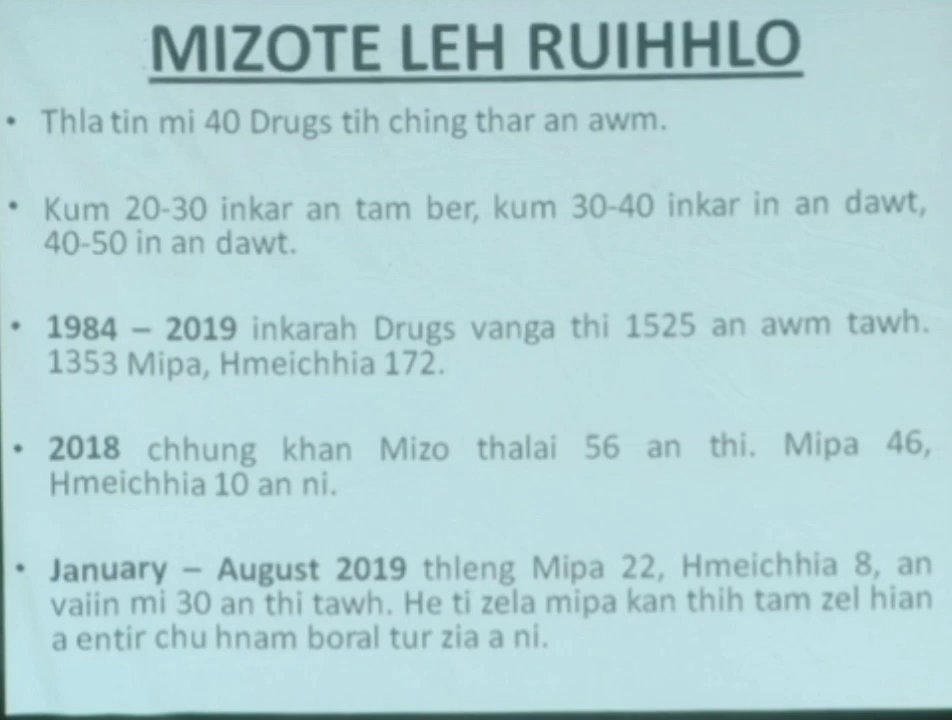 MIZOTE LEH RUIHHLO
• Thla tin mi 40 Drugs tih ching thar an awm.
• Kum 20-30 inkar an tam ber, kum 30-40 inkar in an dawt,
40-50 in an dawt.
• 1984 – 2019 inkarah Drugs vanga thi 1525 an awm tawh.
1353 Mipa, Hmeichhia 172.
• 2018 chhung khan Mizo thalai 56 an thi. Mipa 46,
Hmeichhia 10 an ni.
• January – August 2019 thleng Mipa 22, Hmeichhia 8, an
vaiin mi 30 an thi tawh. He ti zela mipa kan thih tam zel hian
a entir chu hnam boral tur zia a ni.